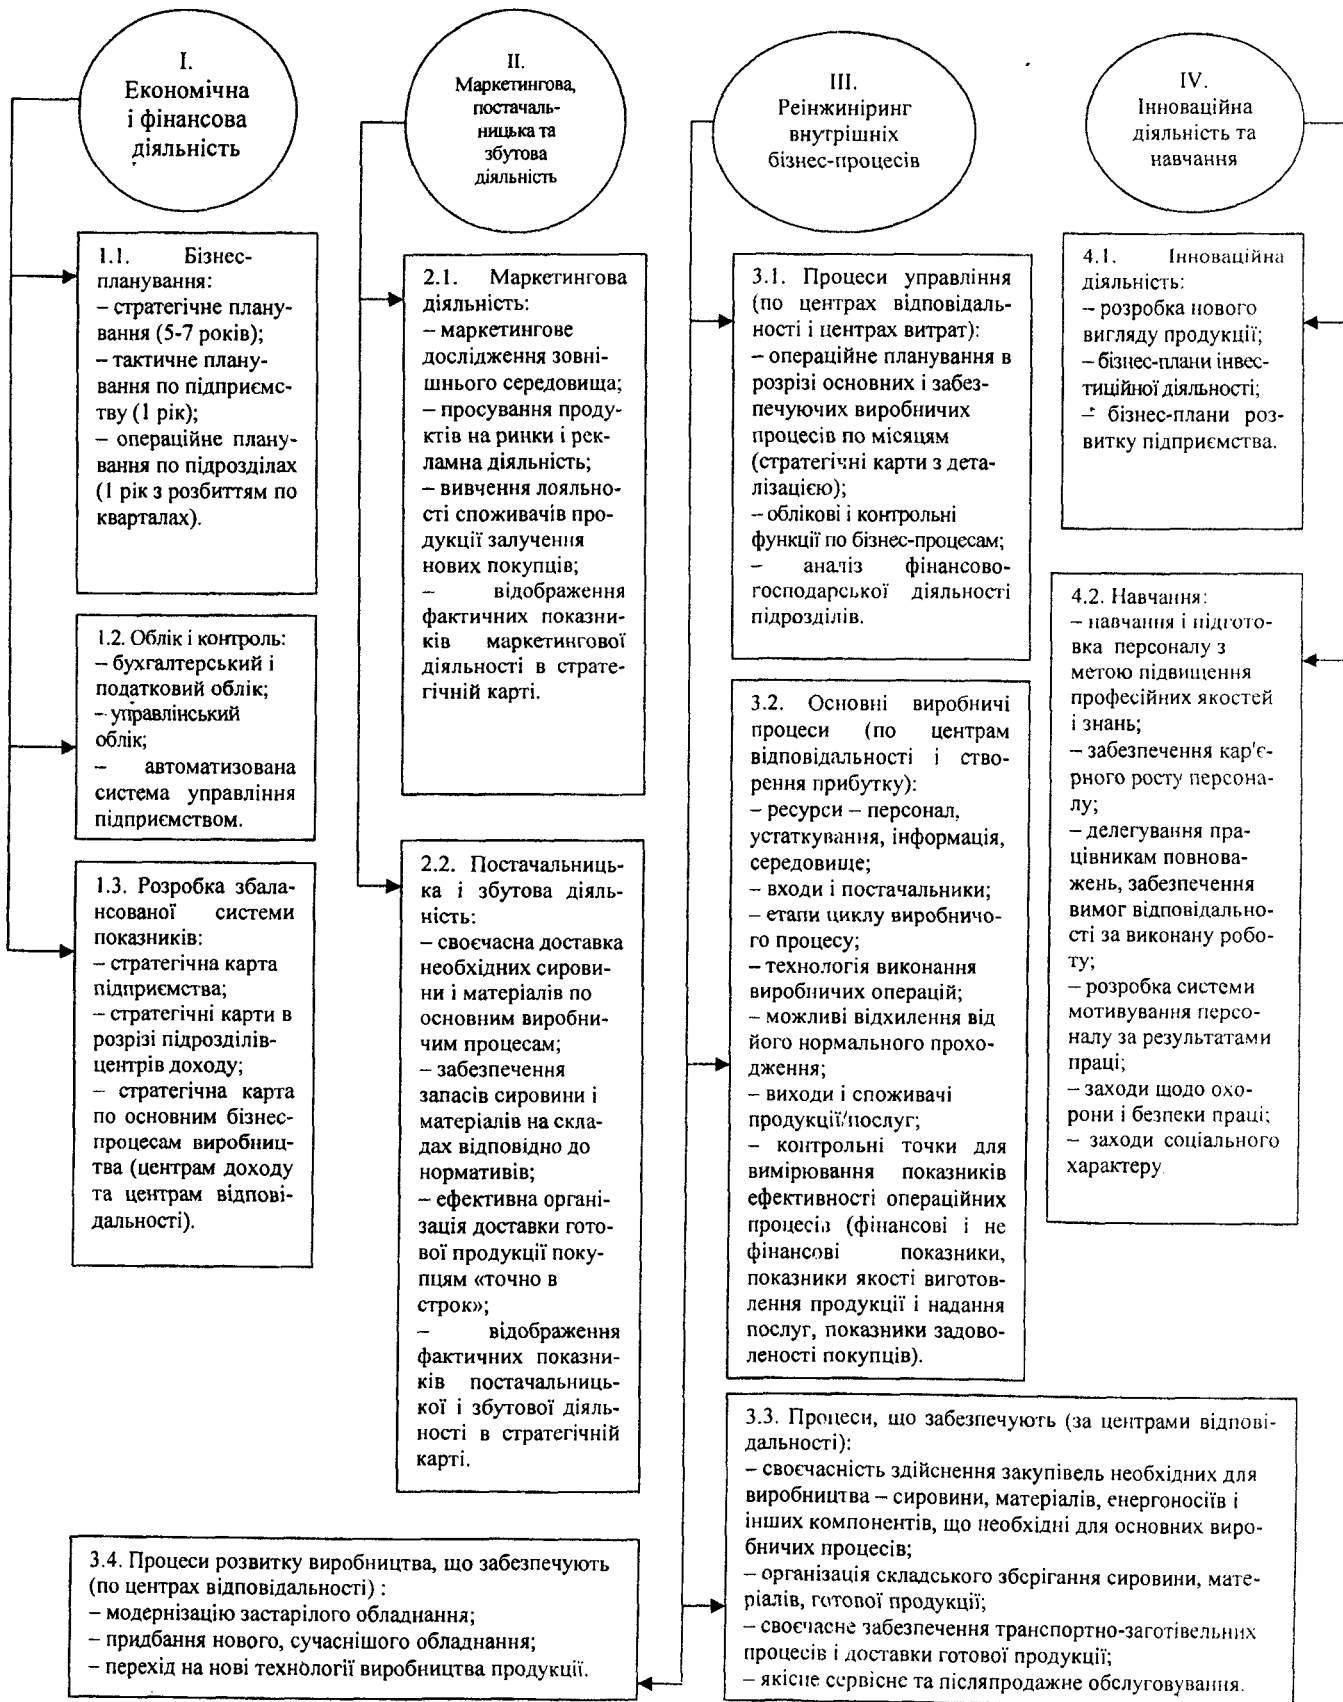 I.
Економічна
і фінансова
діяльність
1.1. Бізнес-
планування:
– стратегічне плану-
вання (5-7 років);
– тактичне плану-
вання по підприємс-
тву (1 рік);
– операційне плану-
вання по підрозділах
(1 рік з розбиттям по
кварталах).
1.2. Облік і контроль:
– бухгалтерський і
податковий облік;
– управлінський
облік;
– автоматизована
система управління
підприємством.
1.3. Розробка збала-
нсованої системи
показників:
– стратегічна карта
підприємства;
– стратегічні карти в
розрізі підрозділів-
центрів доходу;
– стратегічна карта
по основним бізнес-
процесам виробниц-
тва (центрам доходу
та центрам відпові-
дальності).
II.
Маркетингова,
постачаль-
ницька та
збутова
діяльність
2.1. Маркетингова
діяльність:
– маркетингове
дослідження зовні-
шнього середовища;
– просування проду-
ктів на ринки і рек-
ламна діяльність;
– вивчення лояльно-
сті споживачів про-
дукції залучення
нових покупців;
– відображення
фактичних показни-
ків маркетингової
діяльності в страте-
гічній карті.
2.2. Постачальниць-
ка і збутова діяль-
ність:
– своєчасна доставка
необхідних сирови-
ни і матеріалів по
основним виробни-
чим процесам;
– забезпечення
запасів сировини і
матеріалів на скла-
дах відповідно до
нормативів;
– ефективна органі-
зація доставки гото-
вої продукції поку-
пцям «точно в
строк»;
– відображення
фактичних показни-
ків постачальниць-
кої і збутової діяль-
ності в стратегічній
карті.
III.
Реінжиніринг
внутрішніх
бізнес-процесів
3.1. Процеси управління
(по центрах відповідаль-
ності і центрах витрат):
– операційне планування в
розрізі основних і забез-
печуючих виробничих
процесів по місяцям
(стратегічні карти з дета-
лізацією);
– облікові і контрольні
функції по бізнес-процесам;
– аналіз фінансово-
господарської діяльності
підрозділів.
3.2. Основні виробничі
процеси (по центрам
відповідальності і ство-
рення прибутку):
– ресурси – персонал,
устаткування, інформація,
середовище;
– входи і постачальники;
– етапи циклу виробничо-
го процесу;
– технологія виконання
виробничих операцій;
– можливі відхилення від
його нормального прохо-
дження;
– виходи і споживачі
продукції/послуг;
– контрольні точки для
вимірювання показників
ефективності операційних
процесів (фінансові і не
фінансові показники,
показники якості виготов-
лення продукції і надання
послуг, показники задово-
леності покупців).
3.3. Процеси, що забезпечують (за центрами відпові-
дальності):
– своєчасність здійснення закупівель необхідних для
виробництва – сировини, матеріалів, енергоносіїв і
інших компонентів, що необхідні для основних виро-
бничих процесів;
– організація складського зберігання сировини, мате-
ріалів, готової продукції;
– своєчасне забезпечення транспортно-заготівельних
процесів і доставки готової продукції;
– якісне сервісне та післяпродажне обслуговування.
3.4. Процеси розвитку виробництва, що забезпечують
(по центрах відповідальності) :
– модернізацію застарілого обладнання;
– придбання нового, сучаснішого обладнання;
– перехід на нові технології виробництва продукції.
IV.
Інноваційна
діяльність та
навчання
4.1. Інноваційна
діяльність:
– розробка нового
вигляду продукції;
– бізнес-плани інвес-
тиційної діяльності;
– бізнес-плани роз-
витку підприємства.
4.2. Навчання:
– навчання і підгото-
вка персоналу з
метою підвищення
професійних якостей
і знань;
– забезпечення кар'є-
рного росту персона-
лу;
– делегування пра-
цівникам повнова-
жень, забезпечення
вимог відповідально-
сті за виконану робо-
ту;
– розробка системи
мотивування персо-
налу за результатами
праці;
– заходи щодо охо-
рони і безпеки праці;
– заходи соціального
характеру.